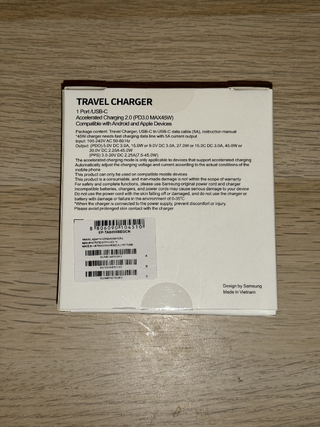 TRAVEL CHARGER
1 Port /USB-C
Accelerated Charging 2.0 (PD3.0 MAX45W)
Compatible with Android and Apple Devices
Package content: Travel Charger, USB-C to USB-C data cable (5A), Instruction manual
*45W charger needs fast charging data line with 5A current output
Input: 100-240V AC 50-60Hz
Output: (PDO)5.0V DC 3.0A, 15.0W or 9.0V DC 3.0A, 27.0W or 15.0V DC 3.0A, 45.0W or
20.0V DC 2.25A-45.0W
(PPS) 3.3-20V DC 2.25A(7.5-45.0W)
The accelerated charging mode is only applicable to devices that support accelerated charging
Automatically adjust the charging voltage and current according to the actual conditions of the
mobile phone
This product can only be used on compatible mobile devices
This product is a consumable, and man-made damage is not within the scope of warranty
For safety and complete functions, please use Samsung original power cord and charger
Incompatible batteries, chargers, and power cords may cause serious damage to your device
Do not use the power cord with the skin falling off or damaged, and do not use the charger or
battery with damage or failure in the environment of 0-35°C
*When the charger is connected to the power supply, prevent discomfort or injury.
Please avoid prolonged skin contact with the charger
8 806090 104510
Design by Samsung
Made in Vietnam